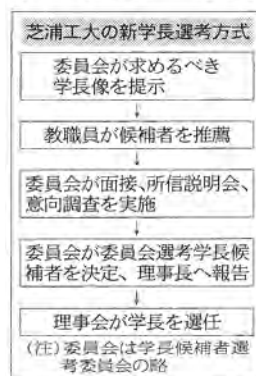 芝浦工大の新学長選考方式
委員会が求めるべき
学長像を提示
↓
教職員が候補者を推薦
↓
委員会が面接、所信説明会、
意向調査を実施
↓
委員会が委員会選考学長候
補者を決定、理事長へ報告
↓
理事会が学長を選任
(注)委員会は学長候補者選
考委員会の略